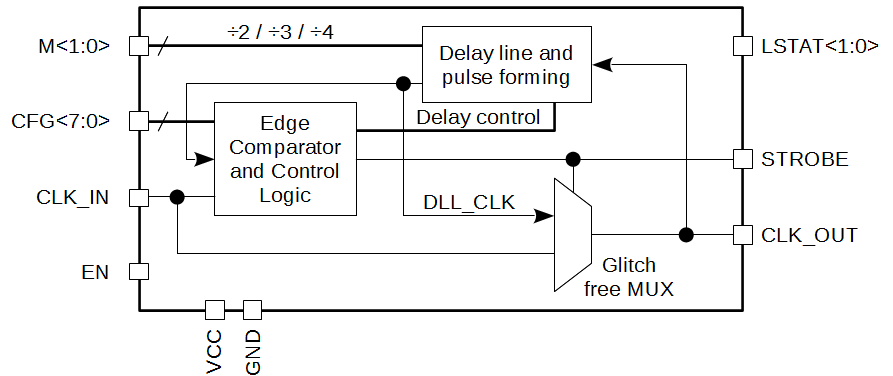 M<1:0>
÷2 / ÷3 / ÷4
Delay line and
pulse forming
LSTAT<1:0>
CFG<7:0>
Edge
Comparator
and Control
Logic
Delay control
STROBE
CLK_IN
DLL_CLK
CLK_OUT
EN
Glitch
free MUX
VCC
GND